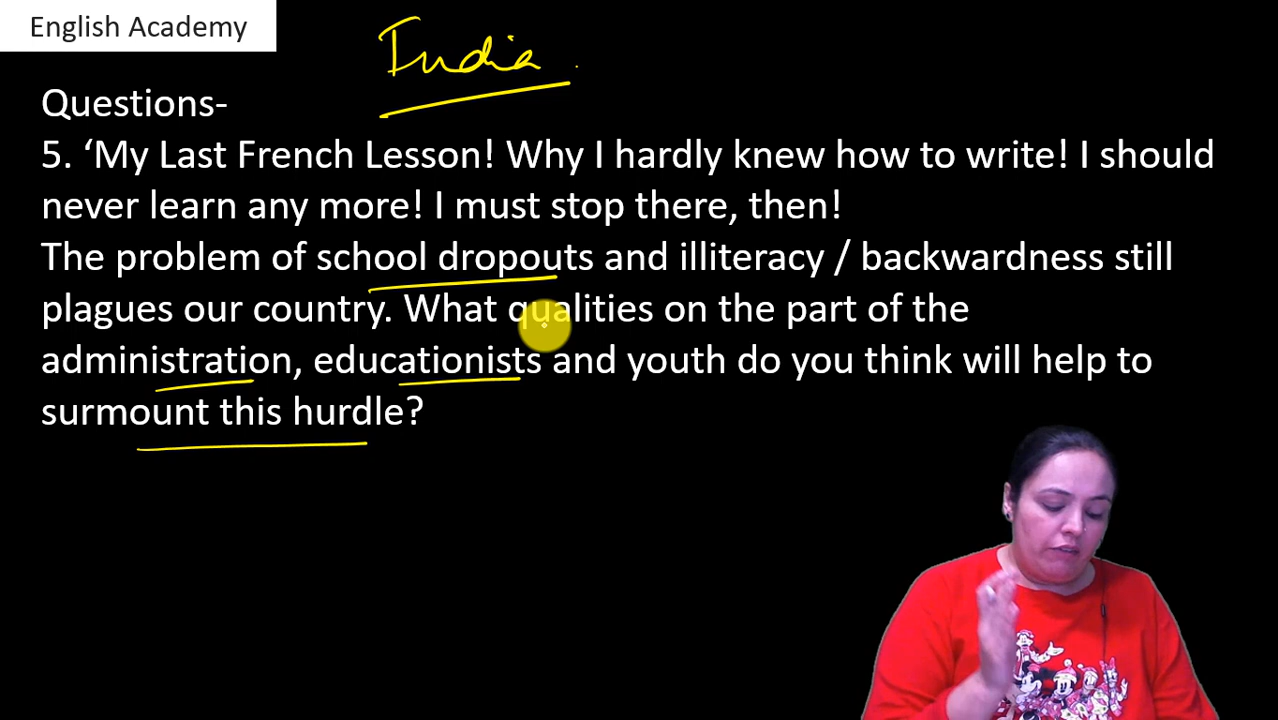 English Academy
India
Questions-
5. ‘My Last French Lesson! Why I hardly knew how to write! I should
never learn any more! I must stop there, then!
The problem of school dropouts and illiteracy / backwardness still
plagues our country. What qualities on the part of the
administration, educationists and youth do you think will help to
surmount this hurdle?